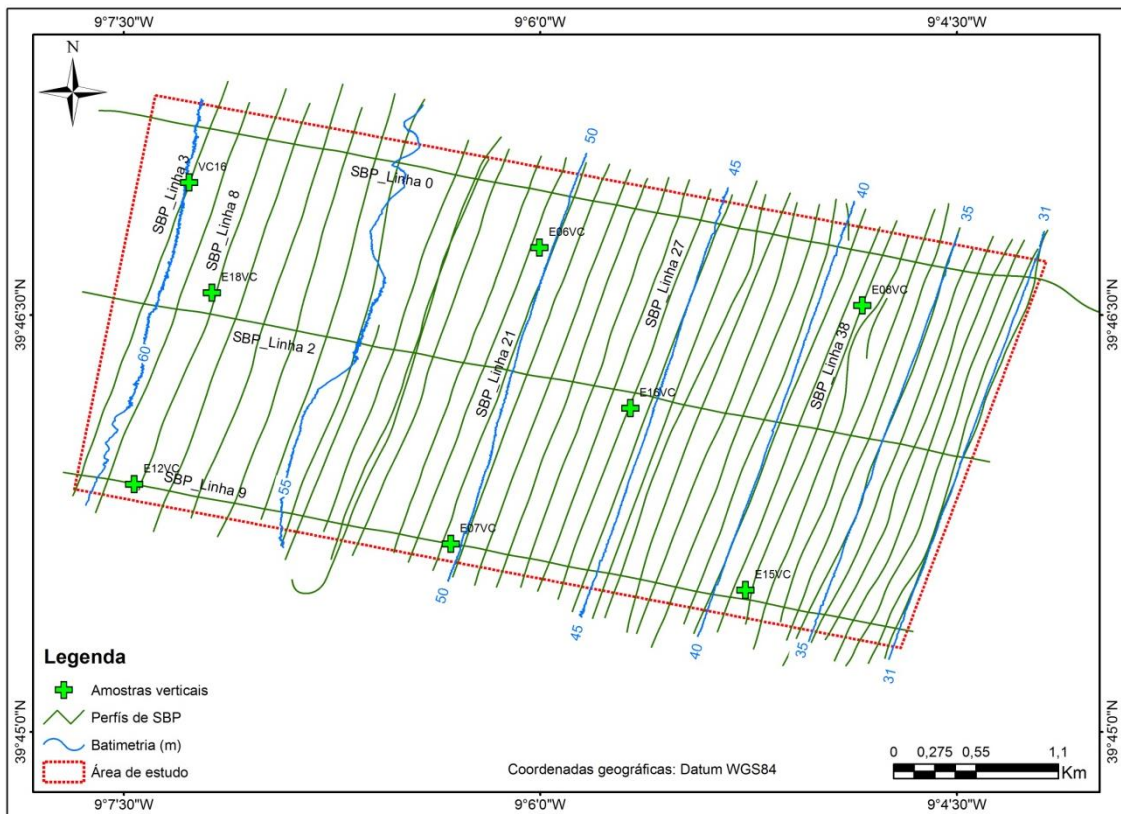 9°7'30"W
9°6'0"W
9°4'30"W
N
50
45
40
35
31
SBP_Linha 3
VC16
SBP_Linha 8
SBP_Linha 0
E06VC
SBP_Linha 27
E18VC
E08VC
39°46'30"N
39°46'30"N
SBP_Linha 2
60
SBP_Linha 21
SBP_Linha 38
E16VC
E12VC
SBP_Linha 9
55
E07VC
50
E15VC
45
40
35
31
Legenda
Amostras verticais
Perfís de SBP
Batimetria (m)
Área de estudo
Coordenadas geográficas: Datum WGS84
0 0,275 0,55 1,1
Km
39°45'0"N
39°45'0"N
9°7'30"W
9°6'0"W
9°4'30"W